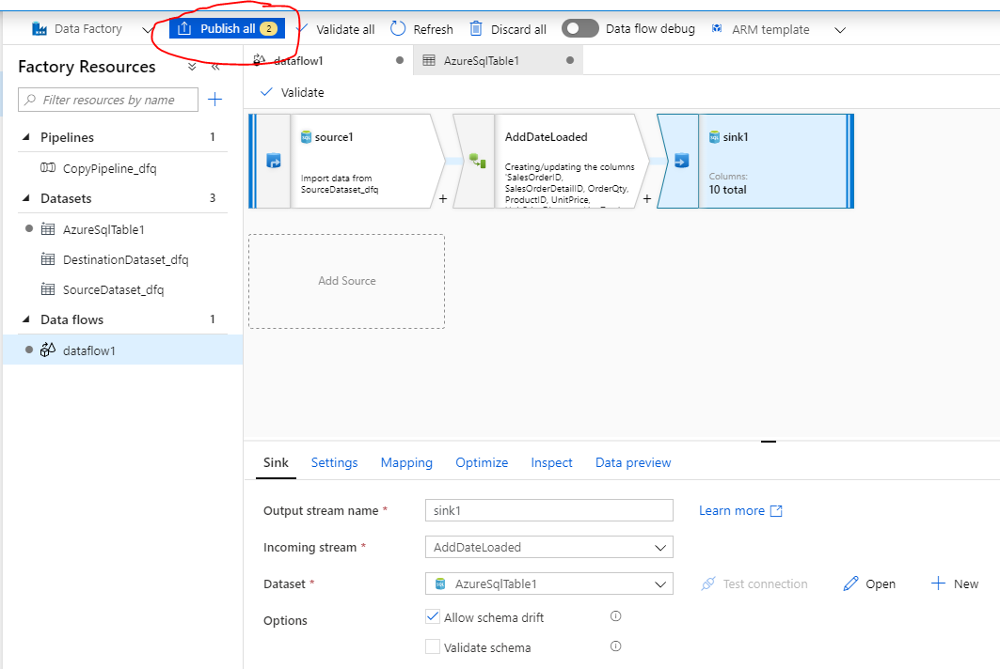 Data Factory
Publish all 2
Validate all
Refresh
Discard all
Data flow debug
ARM template
Factory Resources
dataflow1
AzureSqlTable1
Filter resources by name
Validate
Pipelines 1
CopyPipeline_dfq
Datasets 3
AzureSqlTable1
DestinationDataset_dfq
SourceDataset_dfq
Data flows 1
dataflow1
source1
Import data from
SourceDataset_dfq
+
AddDateLoaded
Creating/updating the columns
'SalesOrderID,
SalesOrderDetailID, OrderQty,
ProductID, UnitPrice,
+
sink1
Columns:
10 total
Add Source
Sink
Settings
Mapping
Optimize
Inspect
Data preview
Output stream name *
sink1
Learn more
Incoming stream *
AddDateLoaded
Dataset *
AzureSqlTable1
Test connection
Open
New
Options
Allow schema drift
Validate schema